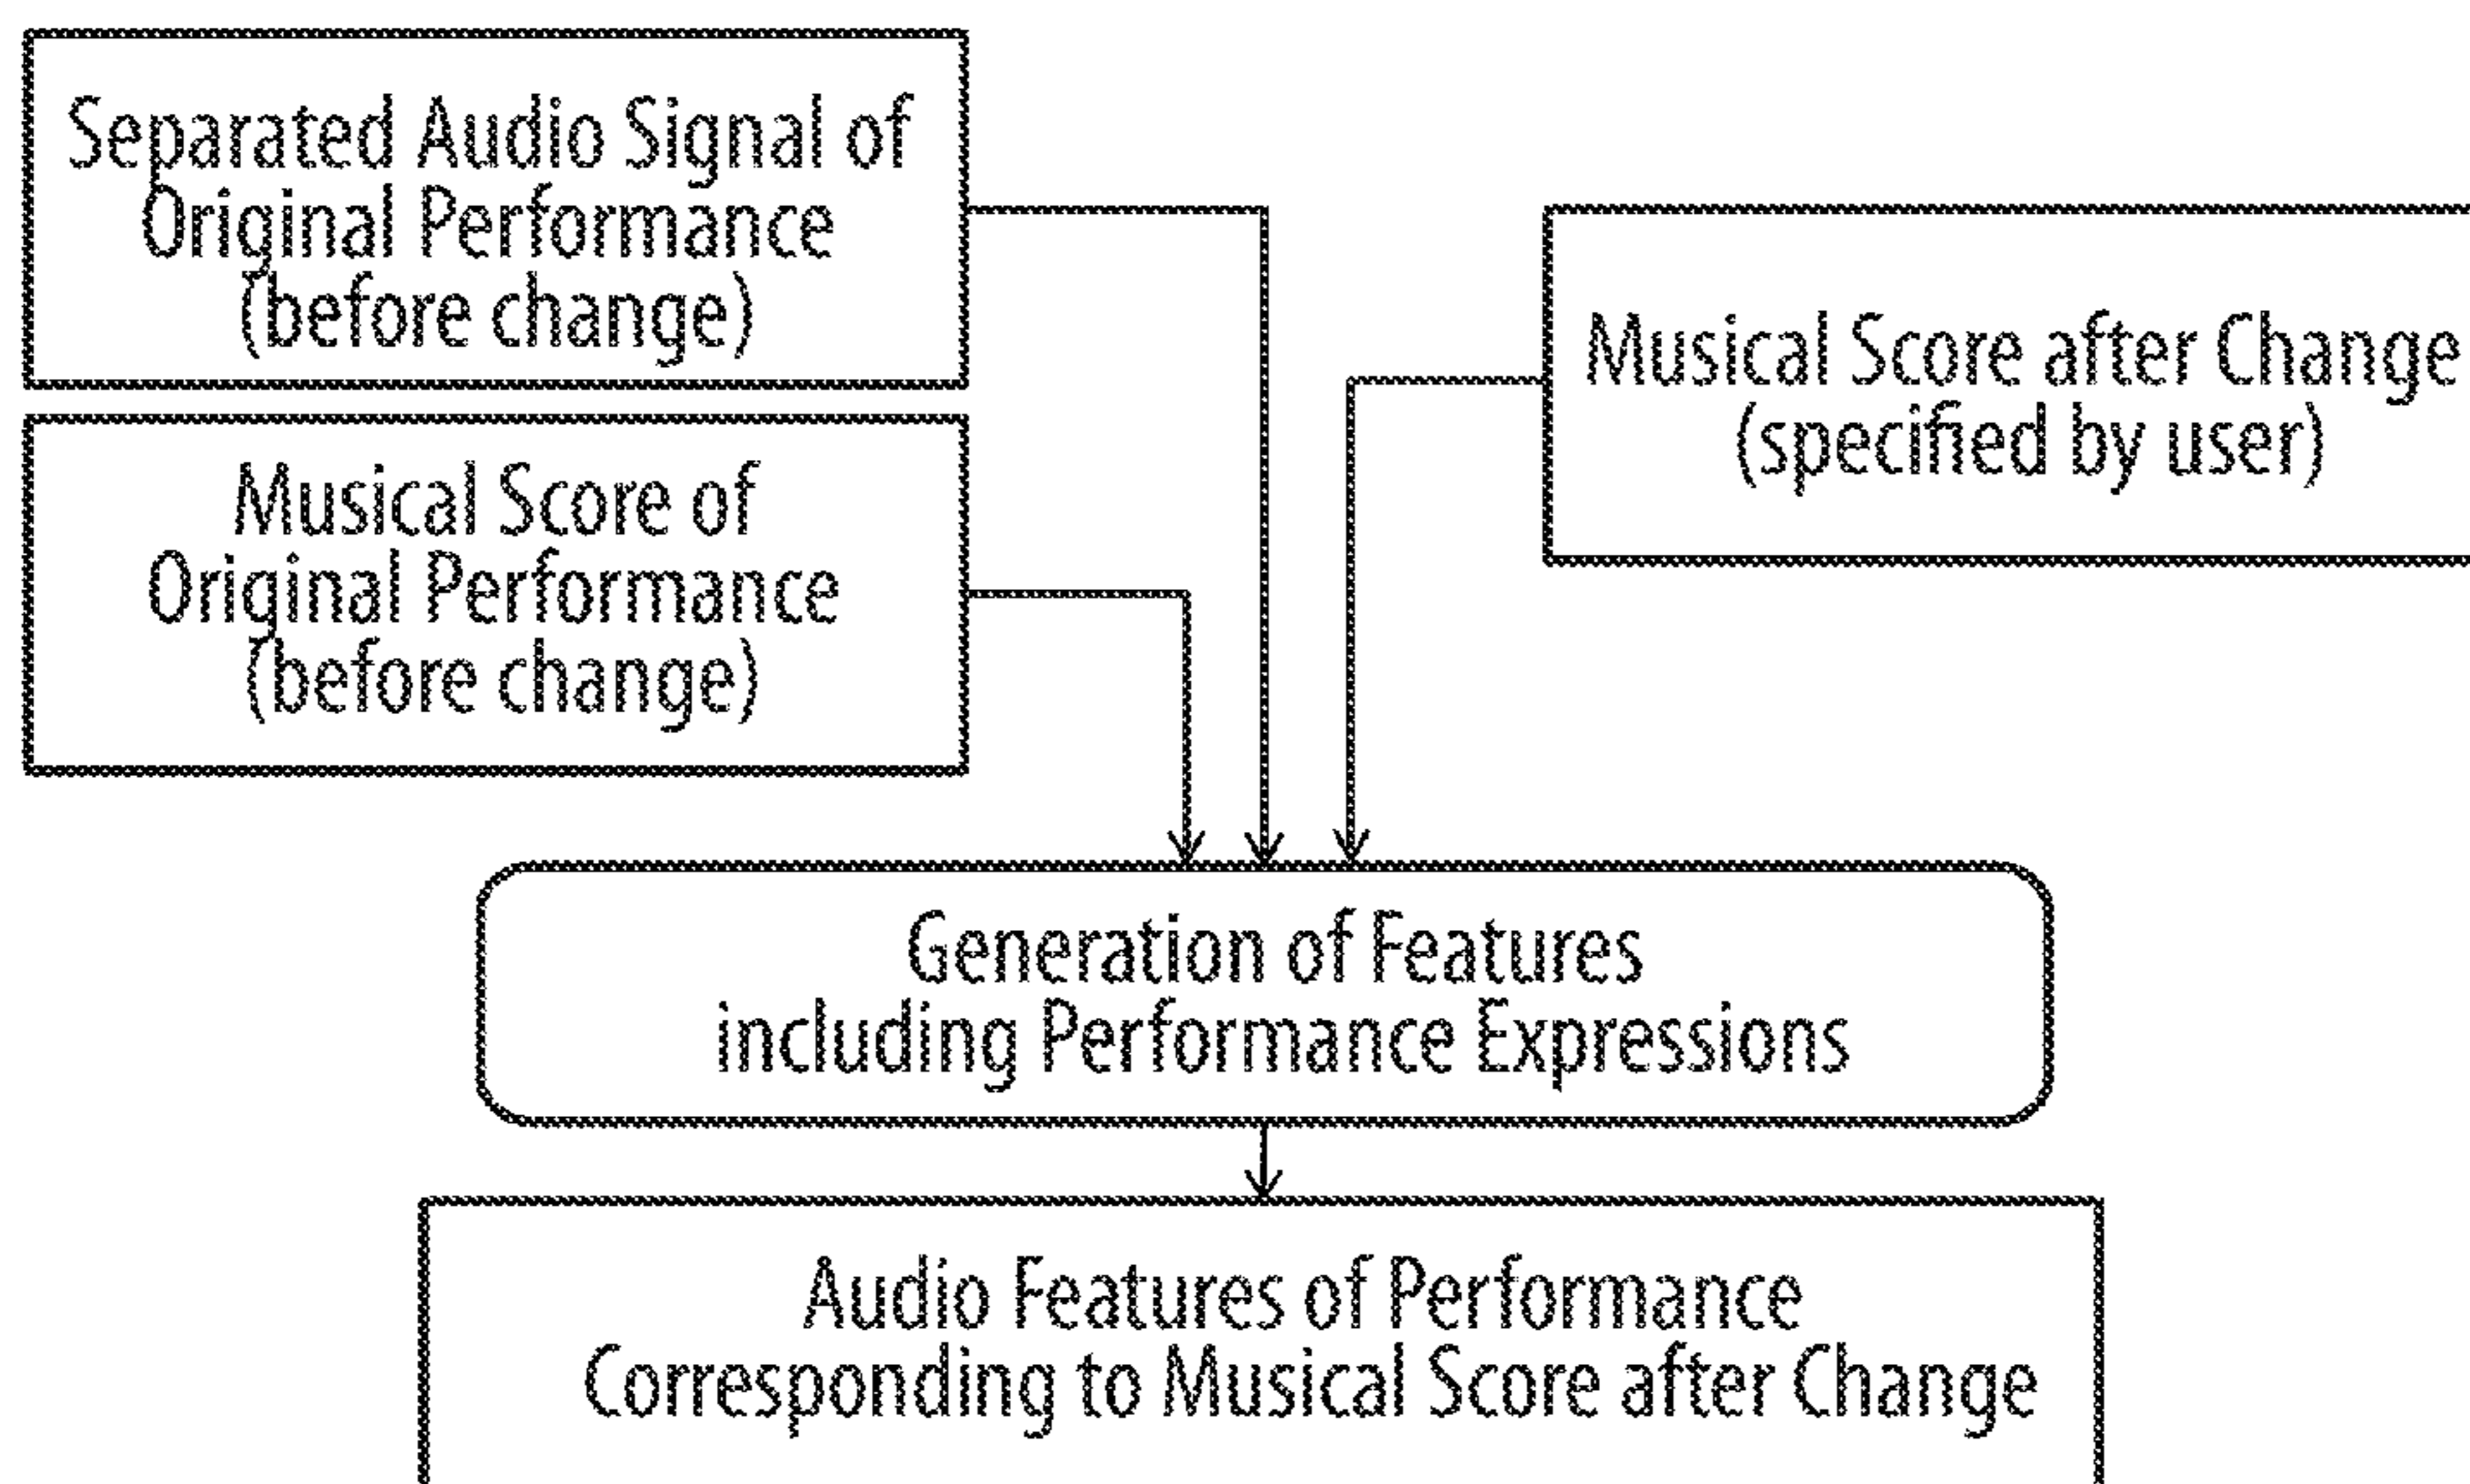 Separated Audio Signal of
Original Performance
(before change)
Musical Score of
Original Performance
(before change)
Musical Score after Change
(specified by user)
Generation of Features
including Performance Expressions
Audio Features of Performance
Corresponding to Musical Score after Change